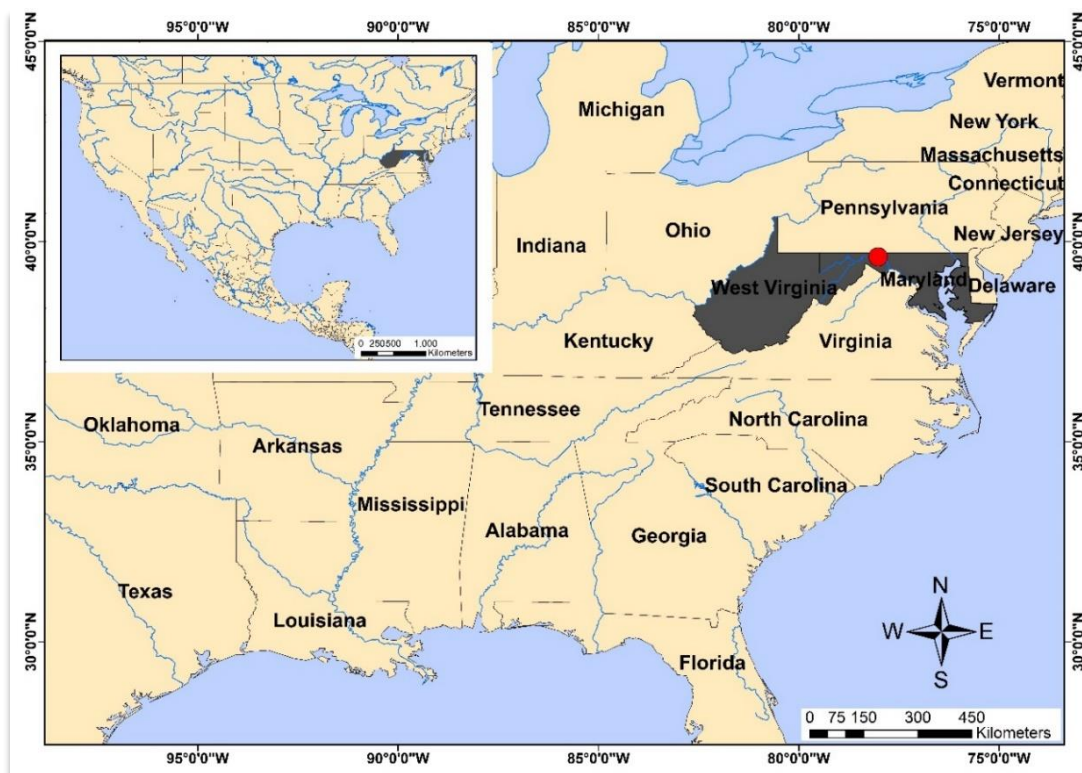 95°0'0"W 90°0'0"W 85°0'0"W 80°0'0"W 75°0'0"W
45°0'0"N 45°0'0"N
Vermont
Michigan
New York
Massachusetts
Connecticut
Pennsylvania
Ohio
New Jersey
Indiana
40°0'0"N 40°0'0"N
West Virginia Maryland Delaware
0 250500 1.000
Kilometers
Kentucky Virginia
Tennessee
Oklahoma North Carolina
Arkansas
35°0'0"N 35°0'0"N
South Carolina
Mississippi
Alabama Georgia
Texas
Louisiana
N
W E
S
30°0'0"N 30°0'0"N
Florida
0 75 150 300 450
Kilometers
95°0'0"W 90°0'0"W 85°0'0"W 80°0'0"W 75°0'0"W